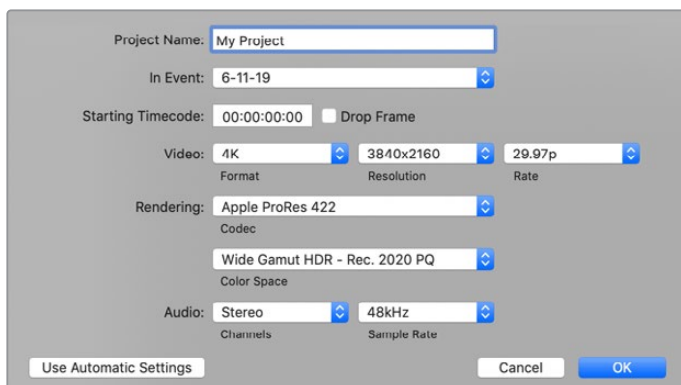 Project Name: My Project
In Event: 6-11-19
Starting Timecode: 00:00:00:00 Drop Frame
Video: 4K 3840x2160 29.97p
Format Resolution Rate
Rendering: Apple ProRes 422
Codec
Wide Gamut HDR - Rec. 2020 PQ
Color Space
Audio: Stereo 48kHz
Channels Sample Rate
Use Automatic Settings Cancel OK